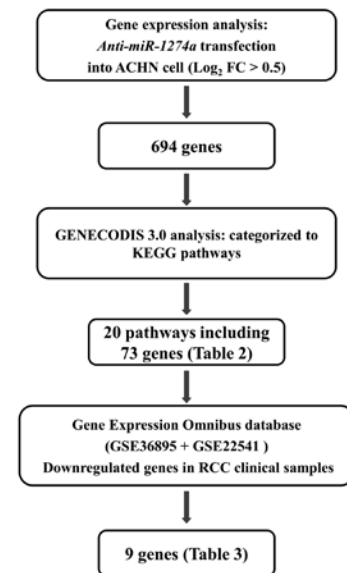 Gene expression analysis:
Anti-miR-1274a transfection
into ACHN cell (Log₂ FC > 0.5)
694 genes
GENECODIS 3.0 analysis: categorized to
KEGG pathways
20 pathways including
73 genes (Table 2)
Gene Expression Omnibus database
(GSE36895 + GSE22541 )
Downregulated genes in RCC clinical samples
9 genes (Table 3)